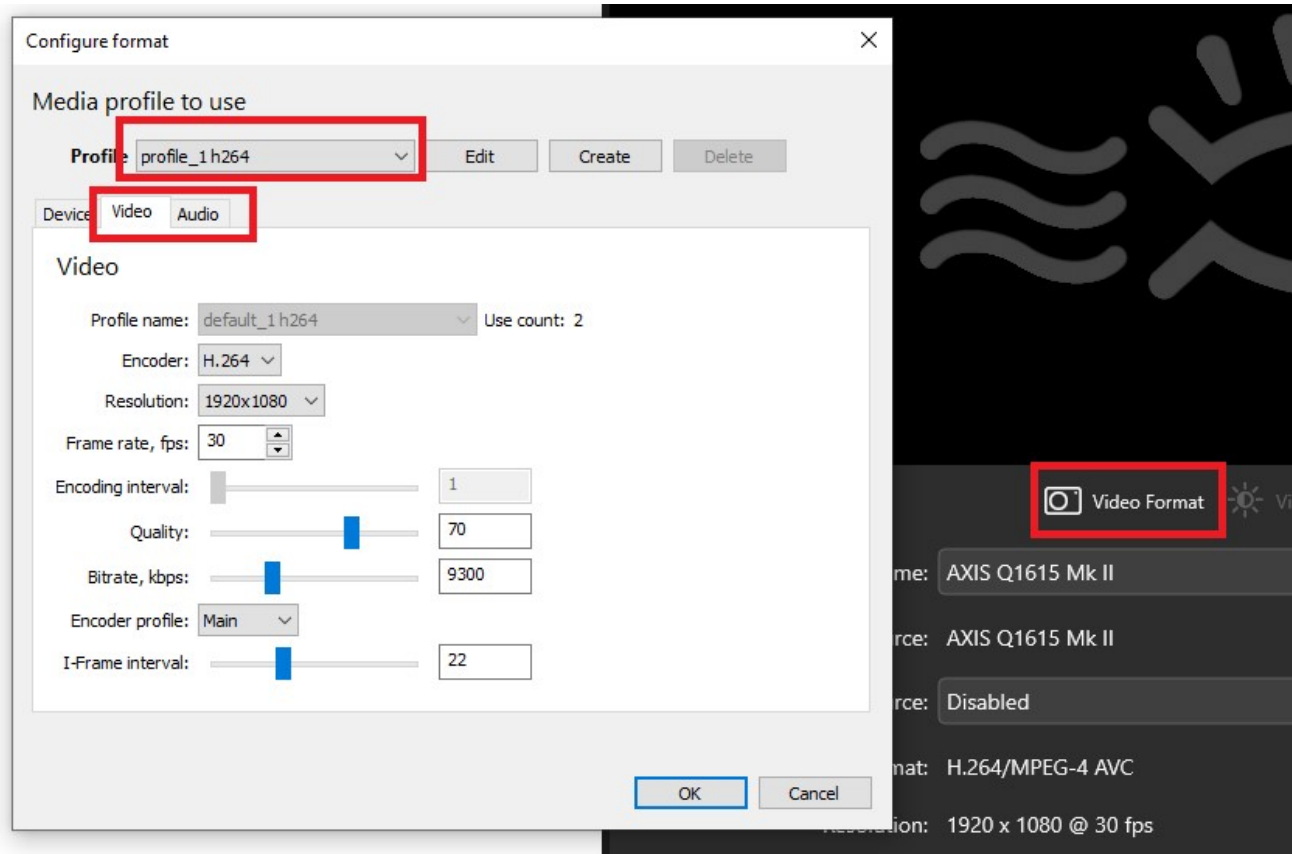 Configure format
Media profile to use
Profile profile_1 h264 Edit Create Delete
Device Video Audio
Video
Profile name: default_1 h264 Use count: 2
Encoder: H.264
Resolution: 1920x1080
Frame rate, fps: 30
Encoding interval: 1
Quality: 70
Bitrate, kbps: 9300
Encoder profile: Main
I-Frame interval: 22
OK Cancel
Video Format Vi
me: AXIS Q1615 Mk II
rce: AXIS Q1615 Mk II
rce: Disabled
mat: H.264/MPEG-4 AVC
Resolution: 1920 x 1080 @ 30 fps